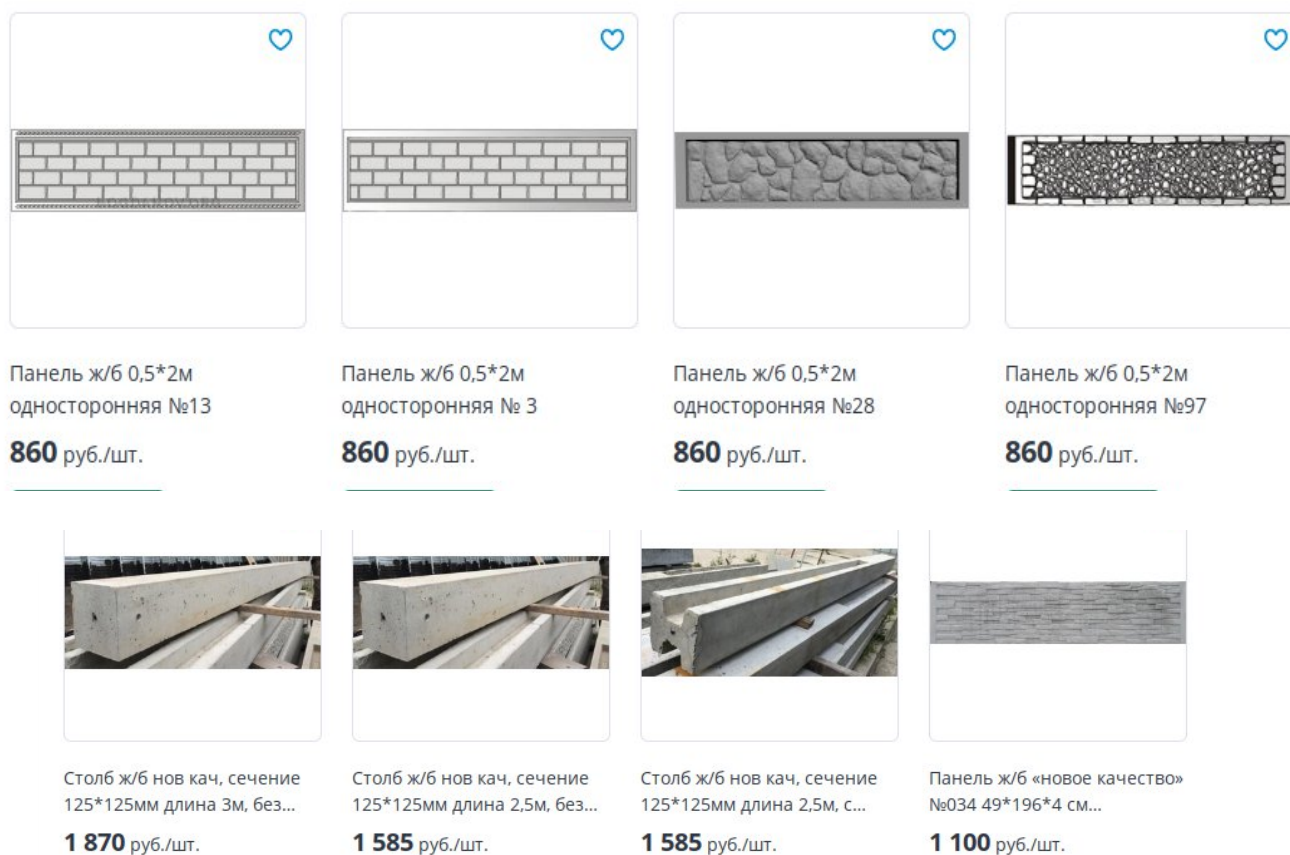 Панель ж/б 0,5*2м
односторонняя №13
860 руб./шт.
Панель ж/б 0,5*2м
односторонняя № 3
860 руб./шт.
Панель ж/б 0,5*2м
односторонняя №28
860 руб./шт.
Панель ж/б 0,5*2м
односторонняя №97
860 руб./шт.
Столб ж/б нов кач, сечение
125*125мм длина 3м, без...
1 870 руб./шт.
Столб ж/б нов кач, сечение
125*125мм длина 2,5м, без...
1 585 руб./шт.
Столб ж/б нов кач, сечение
125*125мм длина 2,5м, с...
1 585 руб./шт.
Панель ж/б «новое качество»
№034 49*196*4 см...
1 100 руб./шт.